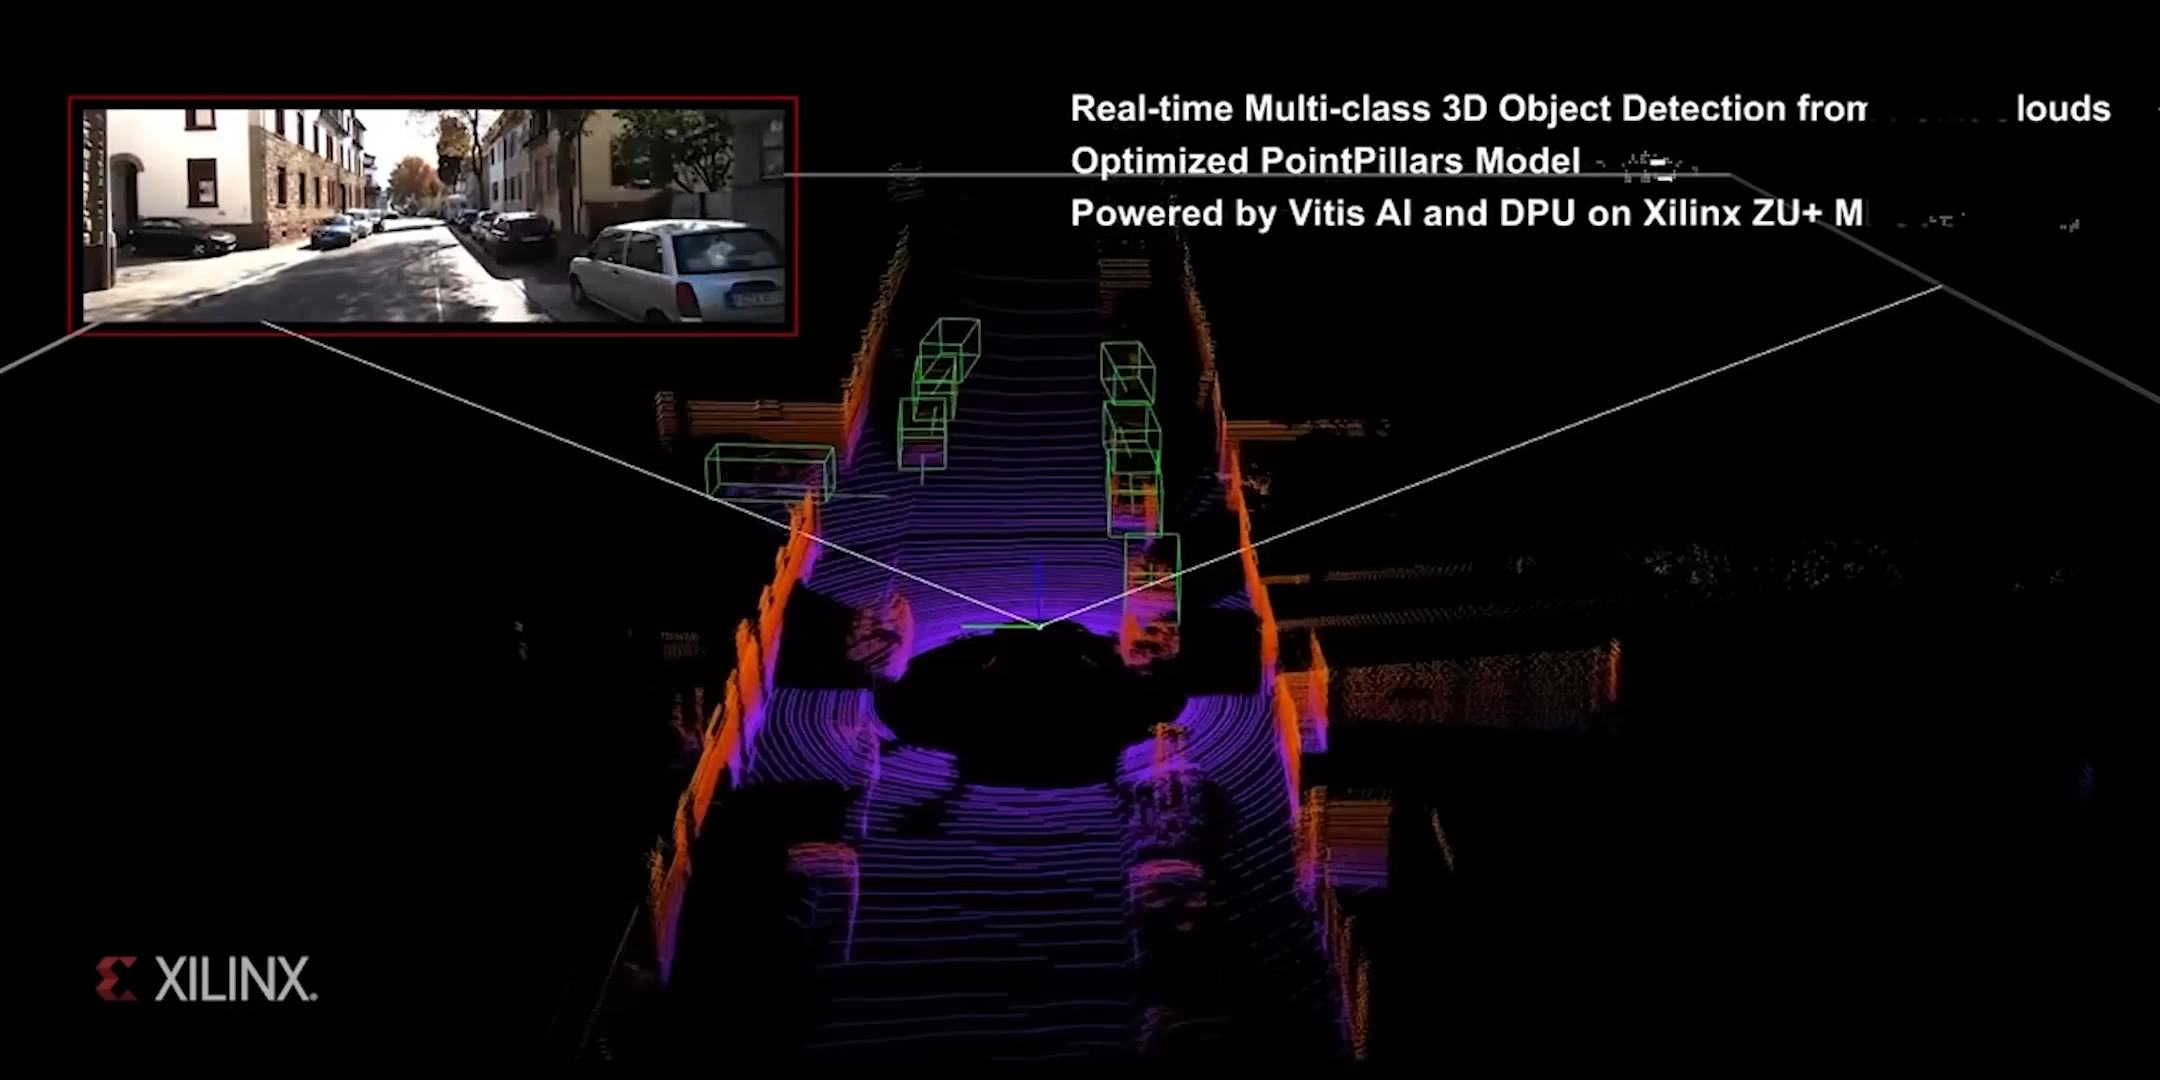 Real-time Multi-class 3D Object Detection from louds
Optimized PointPillars Model
Powered by Vitis AI and DPU on Xilinx ZU+ M
XILINX.